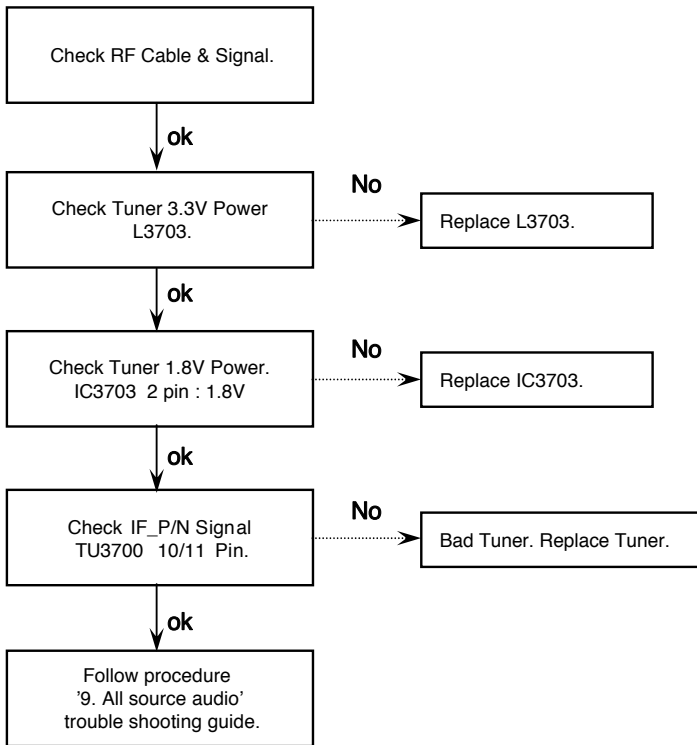 Check RF Cable & Signal.
ok
Check Tuner 3.3V Power
L3703.
No
Replace L3703.
ok
Check Tuner 1.8V Power.
IC3703 2 pin : 1.8V
No
Replace IC3703.
ok
Check IF_P/N Signal
TU3700 10/11 Pin.
No
Bad Tuner. Replace Tuner.
ok
Follow procedure
'9. All source audio'
trouble shooting guide.